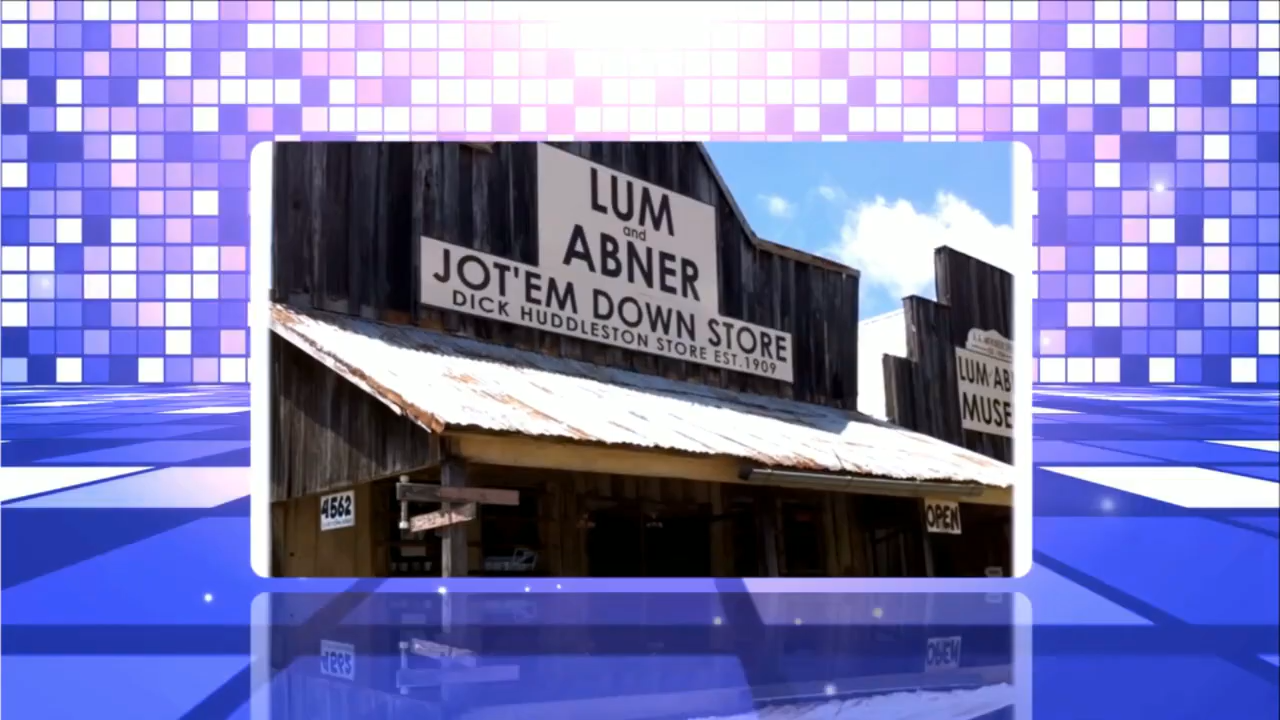 LUM
and
ABNER
JOT'EM DOWN STORE
DICK HUDDLESTON STORE EST.1909
LUM AB
MUSE
4562
OPEN